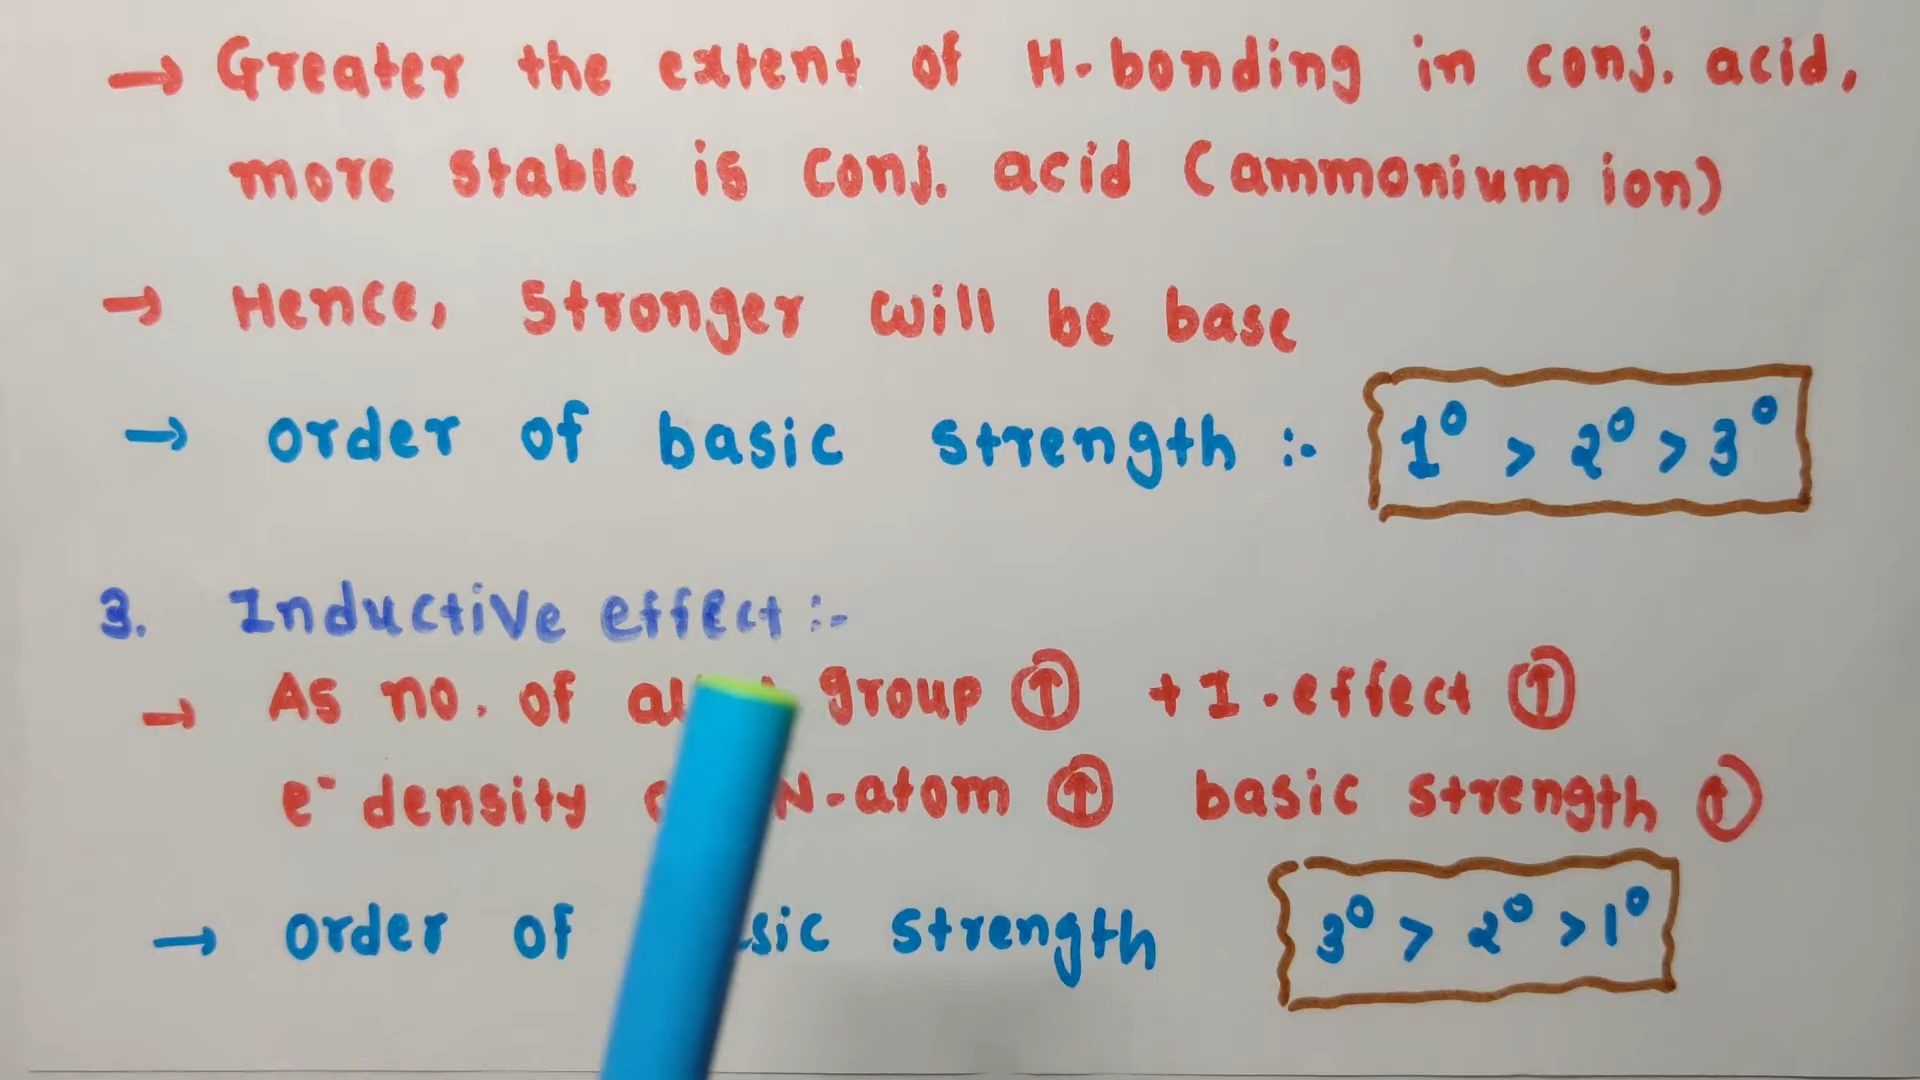 → Greater the extent of H-bonding in conj. acid,
more stable is conj. acid (ammonium ion)
→ Hence, stronger will be base
→ order of basic strength :- 1° > 2° > 3°
3. Inductive effect :-
→ As no. of group ↑ +I-effect ↑
e⁻ density N-atom ↑ basic strength ↑
→ order of strength 3° > 2° > 1°